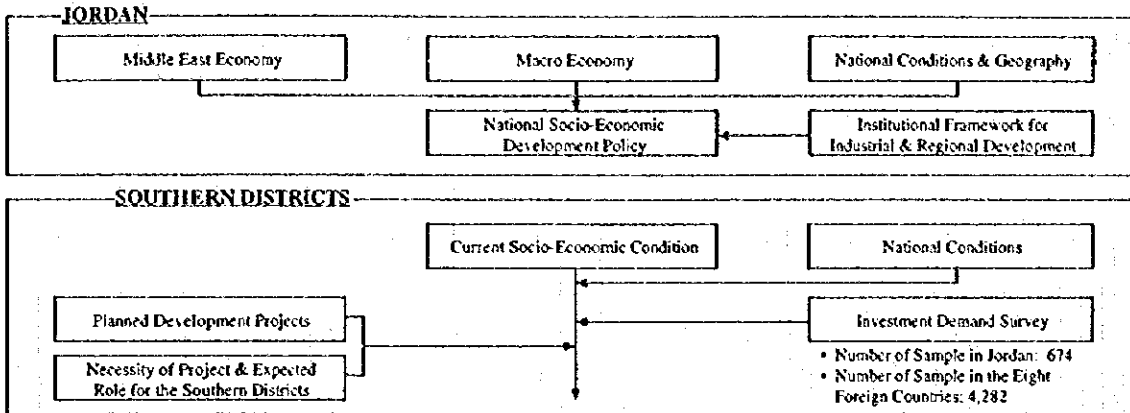 JORDAN
Middle East Economy
Macro Economy
National Conditions & Geography
National Socio-Economic
Development Policy
Institutional Framework for
Industrial & Regional Development
SOUTHERN DISTRICTS
Current Socio-Economic Condition
National Conditions
Planned Development Projects
Investment Demand Survey
Necessity of Project & Expected
Role for the Southern Districts
• Number of Sample in Jordan: 674
• Number of Sample in the Eight
Foreign Countries: 4,282